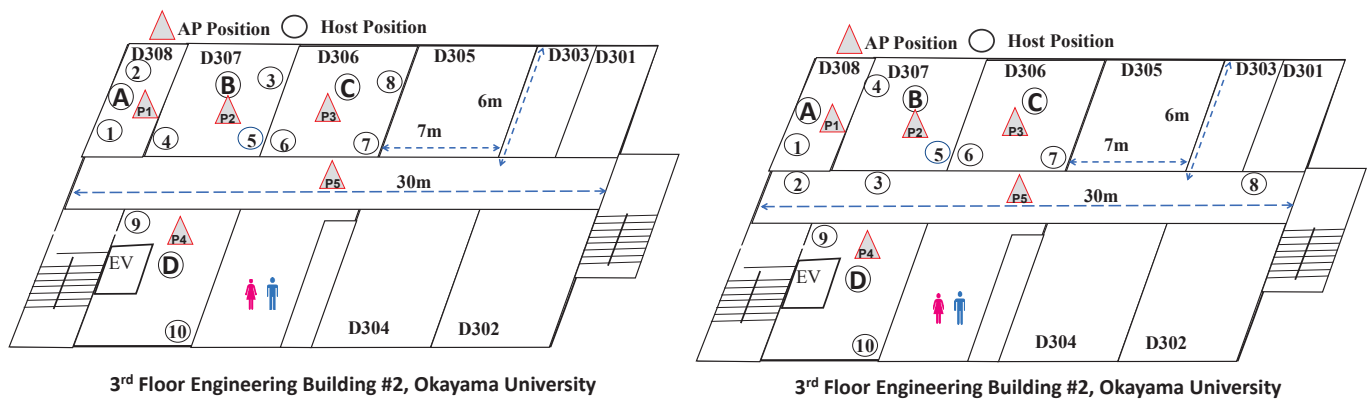 AP Position Host Position
D308 D307 D306 D305 D303 D301
2 3 8
A B C
P1 P2 P3
6m
1 4 5 6 7
7m
P5
30m
9 P4
EV D
10
D304 D302
3rd Floor Engineering Building #2, Okayama University
AP Position Host Position
D308 D307 D306 D305 D303 D301
4
A B C
P1 P2 P3
6m
1 5 6 7
7m
2 3 P5 8
30m
9 P4
EV D
10
D304 D302
3rd Floor Engineering Building #2, Okayama University